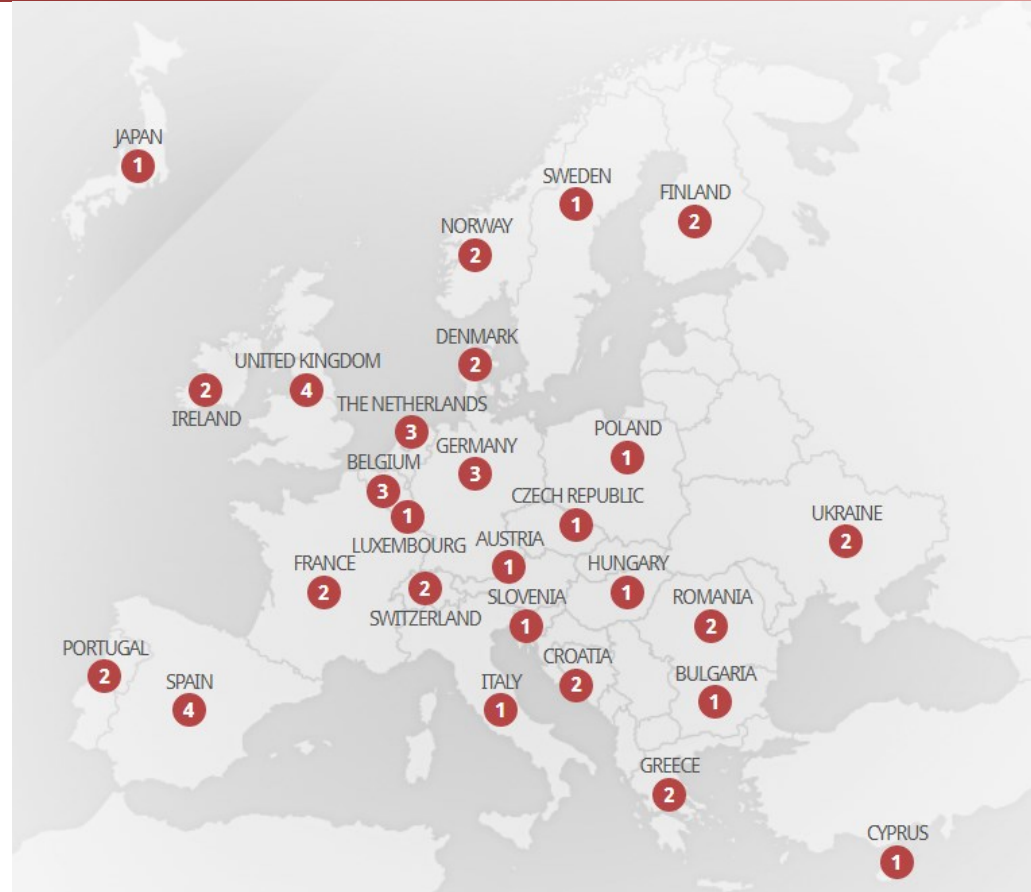 JAPAN
1
SWEDEN
1
FINLAND
2
NORWAY
2
DENMARK
2
UNITED KINGDOM
4
2
IRELAND
THE NETHERLANDS
3
GERMANY
3
BELGIUM
3
1
LUXEMBOURG
POLAND
1
CZECH REPUBLIC
1
UKRAINE
2
AUSTRIA
1
FRANCE
2
2
SWITZERLAND
HUNGARY
1
SLOVENIA
1
ROMANIA
2
PORTUGAL
2
SPAIN
4
ITALY
1
CROATIA
2
BULGARIA
1
GREECE
2
CYPRUS
1